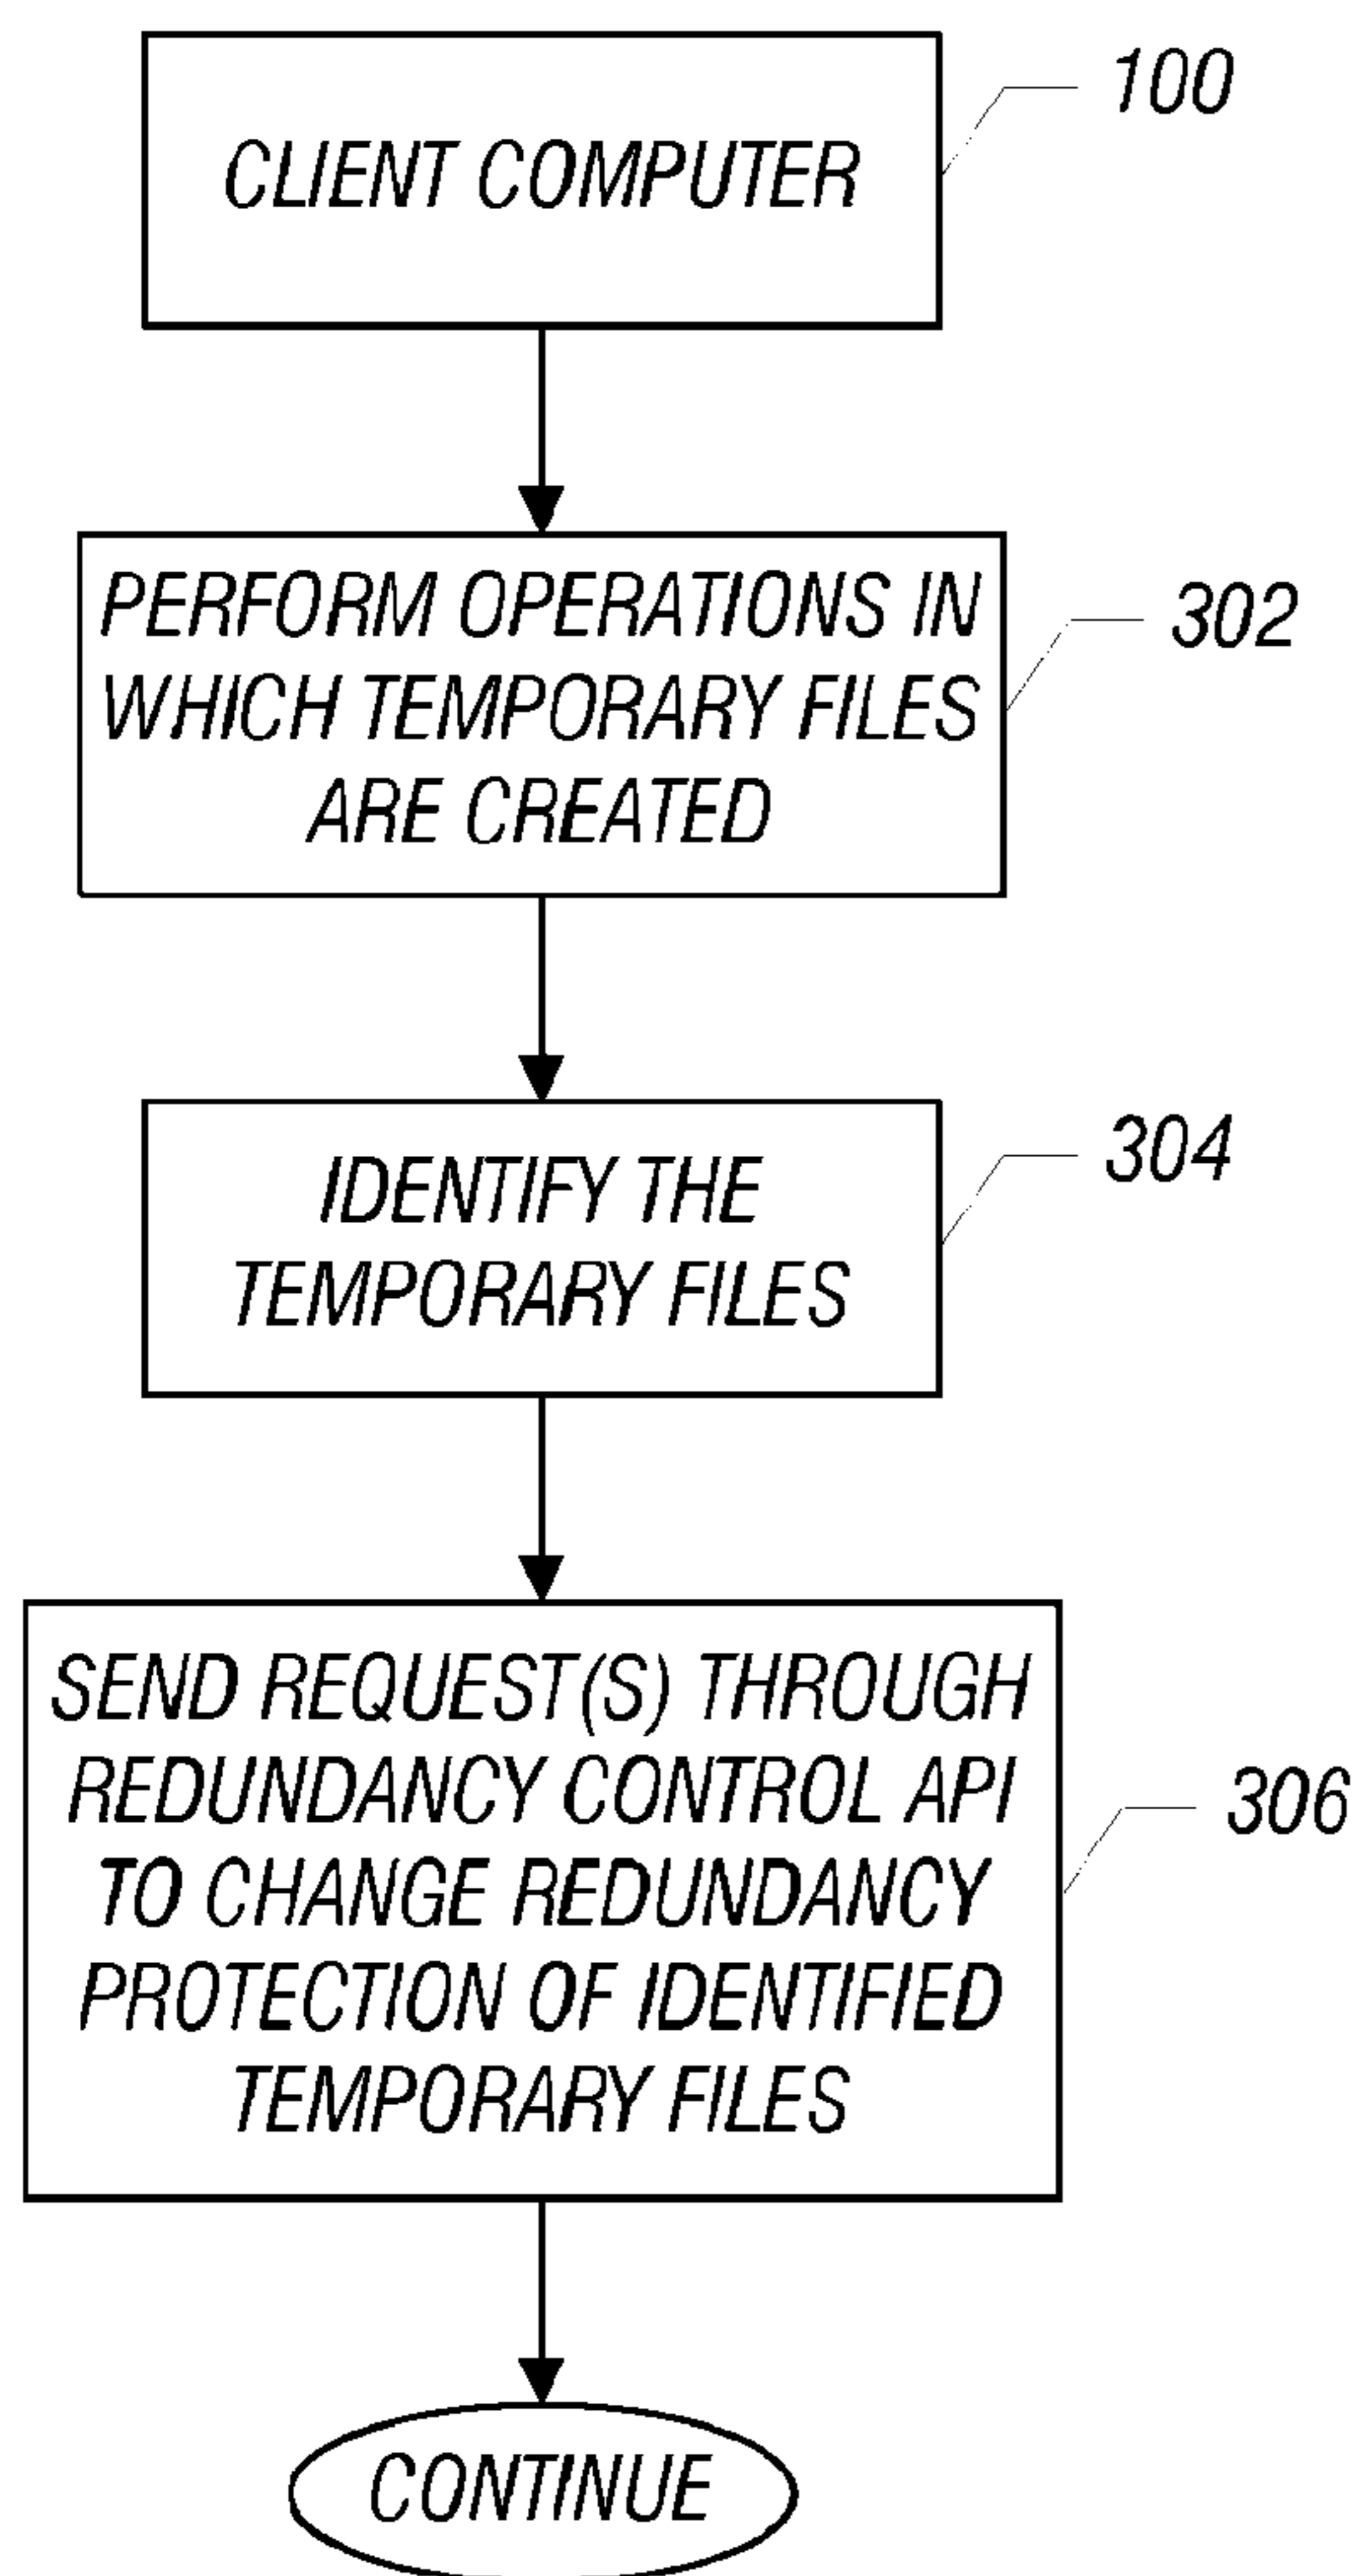 CLIENT COMPUTER
100
PERFORM OPERATIONS IN
WHICH TEMPORARY FILES
ARE CREATED
302
IDENTIFY THE
TEMPORARY FILES
304
SEND REQUEST(S) THROUGH
REDUNDANCY CONTROL API
TO CHANGE REDUNDANCY
PROTECTION OF IDENTIFIED
TEMPORARY FILES
306
CONTINUE